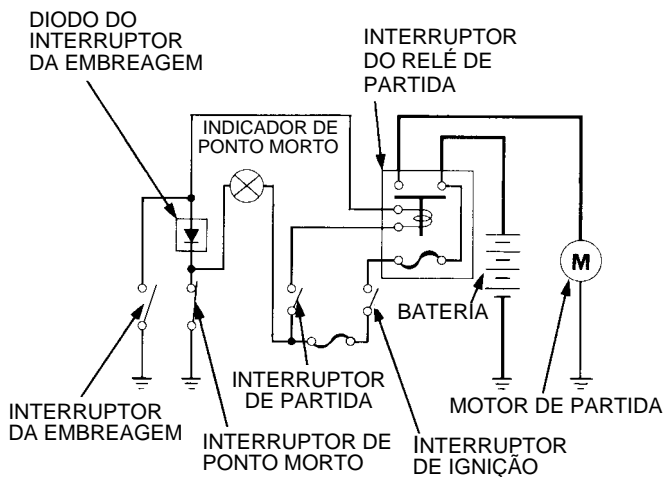 DIODO DO
INTERRUPTOR
DA EMBREAGEM
INTERRUPTOR
DO RELÉ DE
PARTIDA
INDICADOR DE
PONTO MORTO
M
BATERIA
INTERRUPTOR
DE PARTIDA
MOTOR DE PARTIDA
INTERRUPTOR
DA EMBREAGEM
INTERRUPTOR DE
PONTO MORTO
INTERRUPTOR
DE IGNIÇÃO